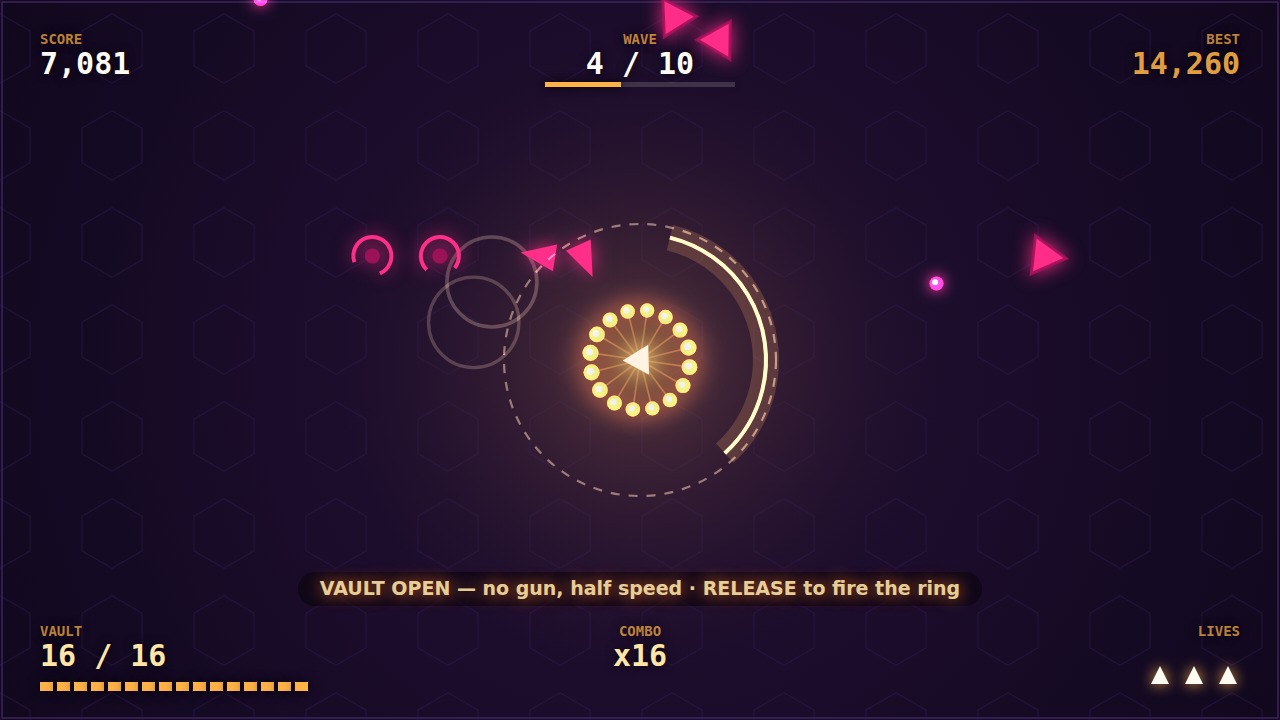 SCORE
7,081
WAVE
4 / 10
BEST
14,260
VAULT OPEN — no gun, half speed · RELEASE to fire the ring
VAULT
16 / 16
COMBO
x16
LIVES